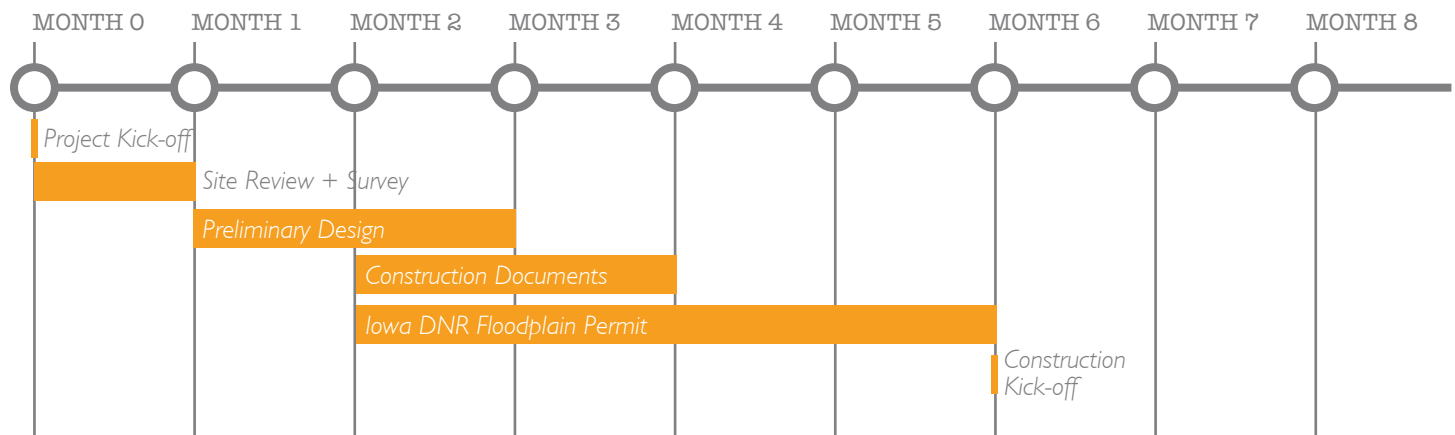 MONTH 0 MONTH 1 MONTH 2 MONTH 3 MONTH 4 MONTH 5 MONTH 6 MONTH 7 MONTH 8
Project Kick-off
Site Review + Survey
Preliminary Design
Construction Documents
Iowa DNR Floodplain Permit
Construction
Kick-off